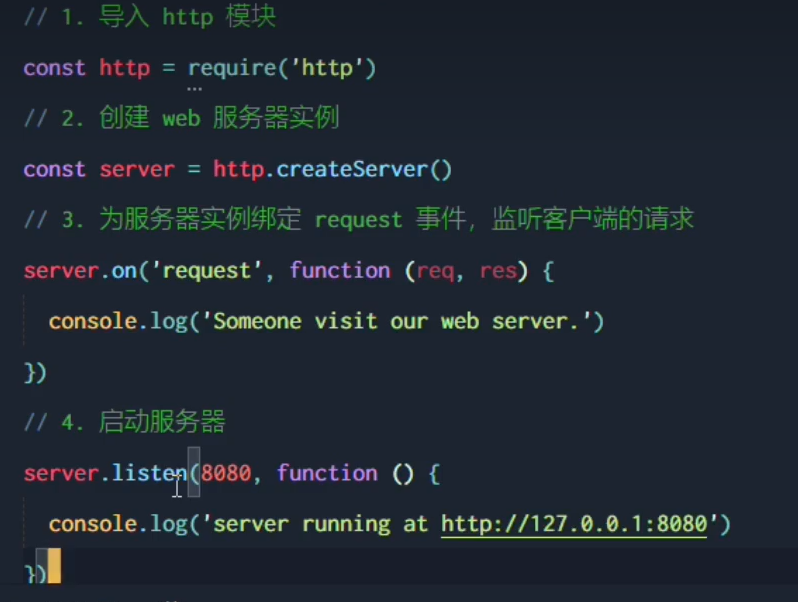 // 1. 导入 http 模块
const http = require('http')
// 2. 创建 web 服务器实例
const server = http.createServer()
// 3. 为服务器实例绑定 request 事件，监听客户端的请求
server.on('request', function (req, res) {
  console.log('Someone visit our web server.')
})
// 4. 启动服务器
server.listen(8080, function () {
  console.log('server running at http://127.0.0.1:8080')
})